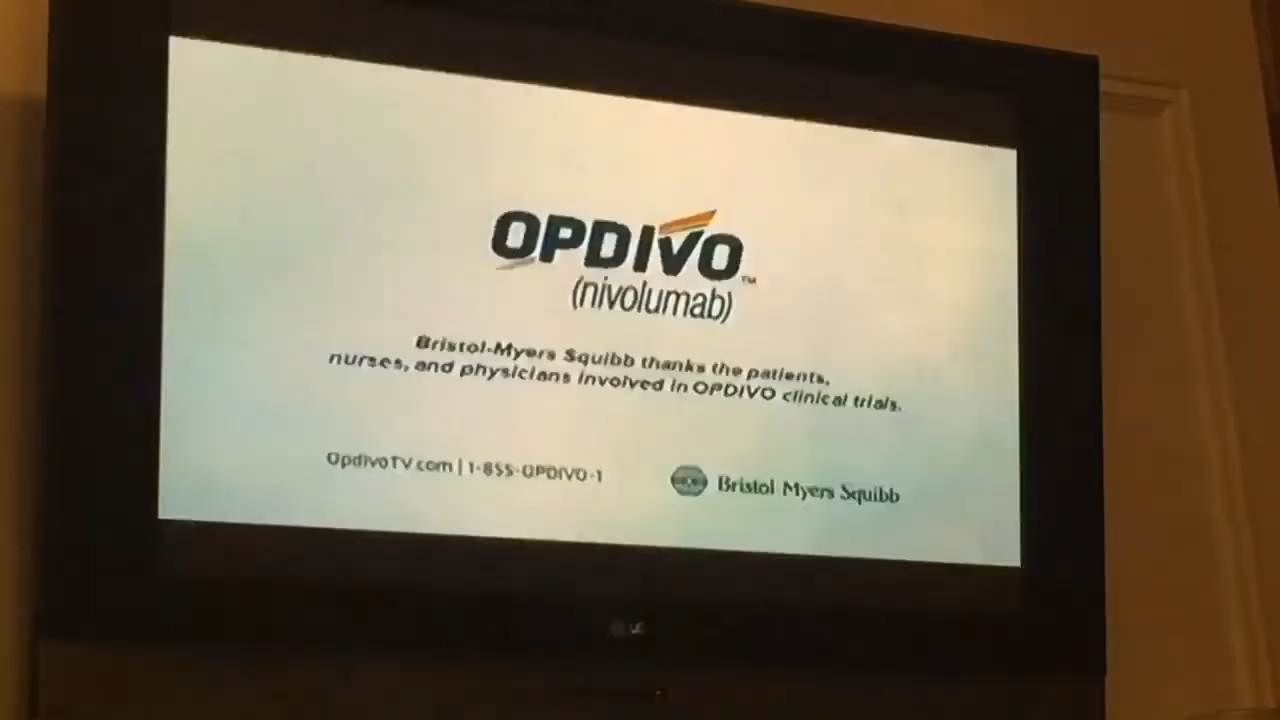 OPDIVO™
(nivolumab)
Bristol-Myers Squibb thanks the patients,
nurses, and physicians involved in OPDIVO clinical trials.
OpdivoTV.com | 1-855-OPDIVO-1
Bristol Myers Squibb
LG